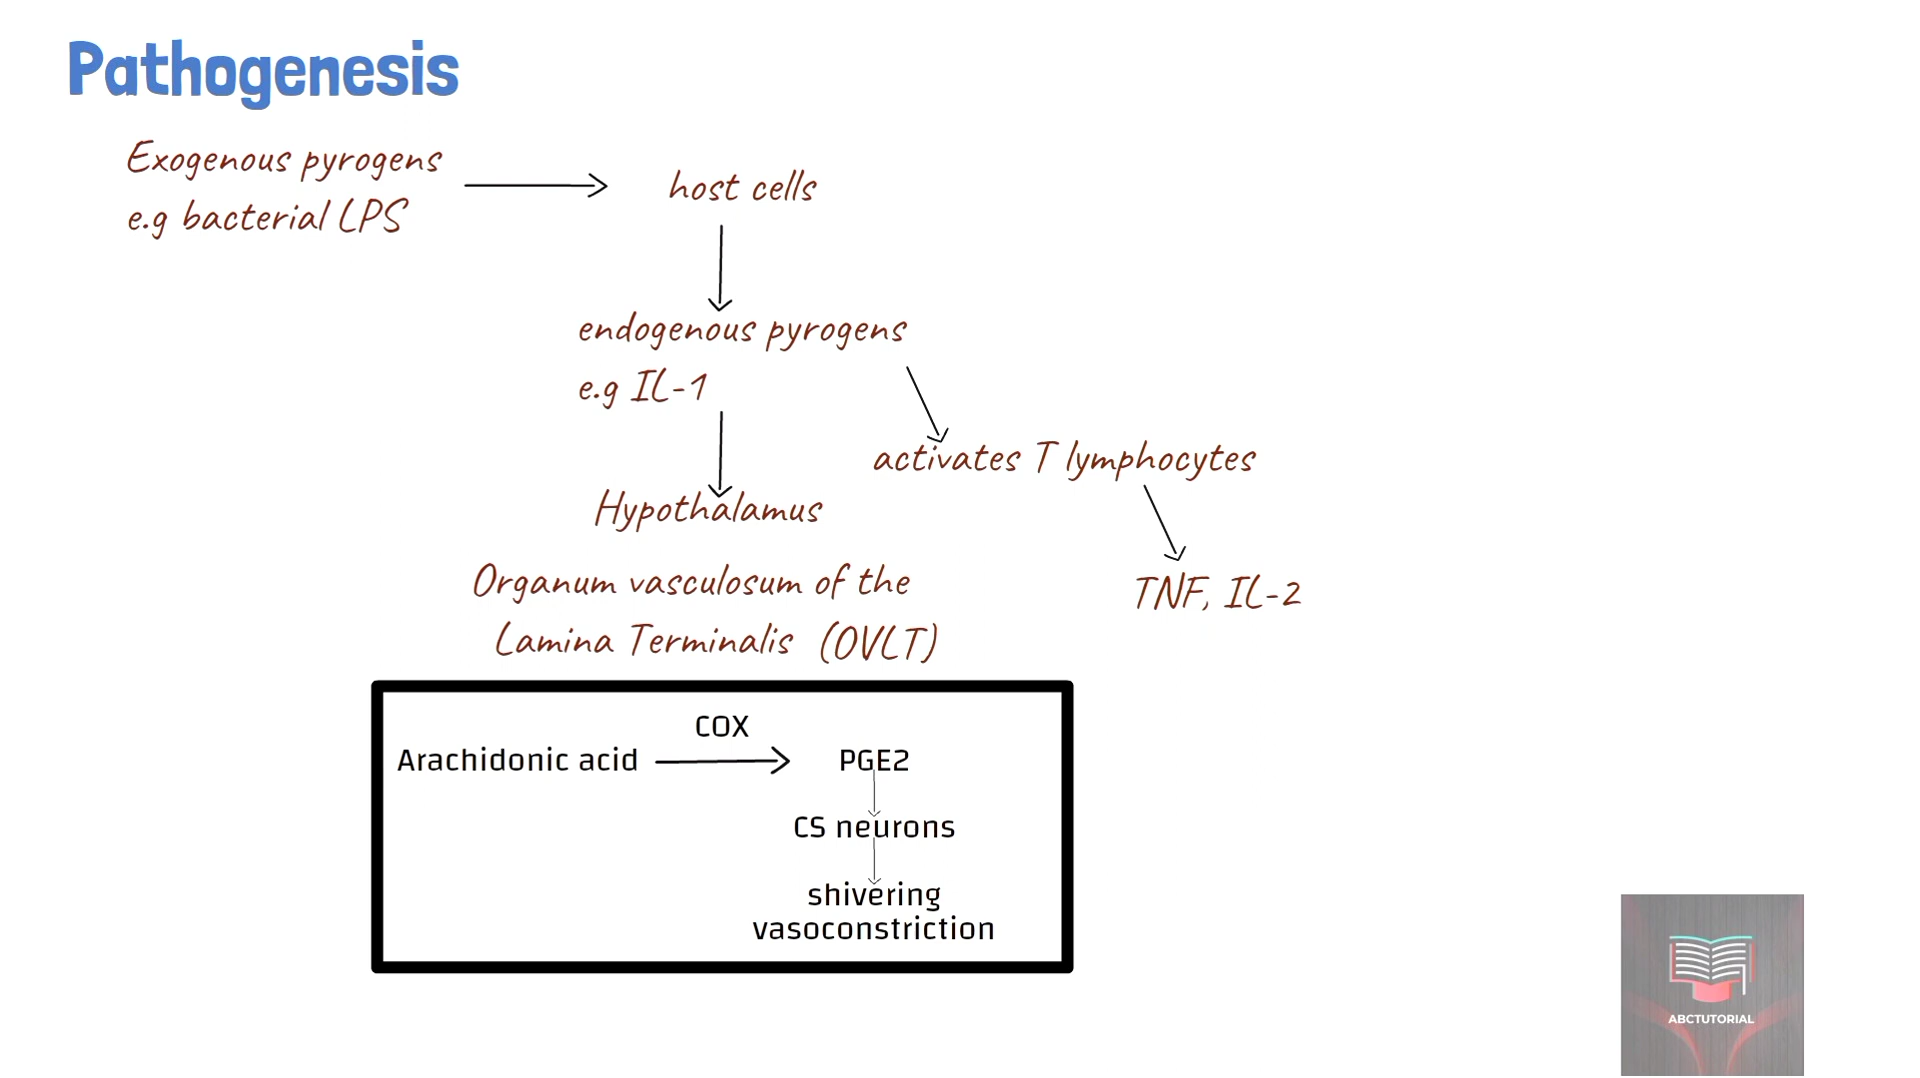 Pathogenesis
Exogenous pyrogens
e.g bacterial LPS
host cells
endogenous pyrogens
e.g IL-1
activates T lymphocytes
Hypothalamus
Organum vasculosum of the
Lamina Terminalis (OVLT)
TNF, IL-2
COX
Arachidonic acid
PGE2
CS neurons
shivering
vasoconstriction
ABCTUTORIAL